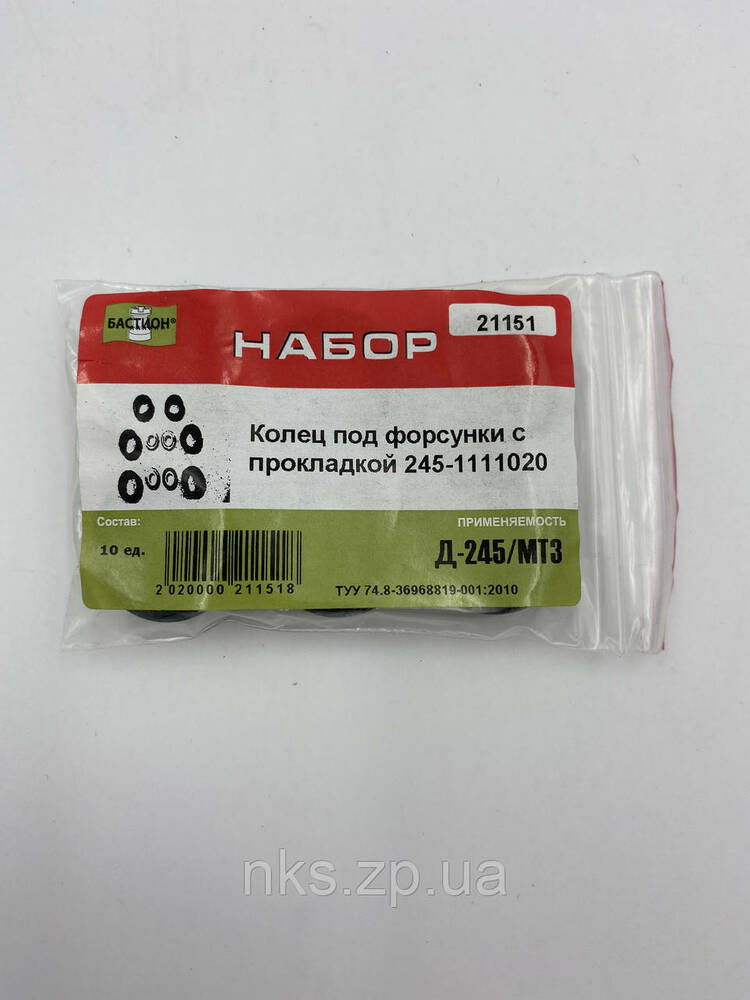 БАСТИОН®
НАБОР
21151
Колец под форсунки с
прокладкой 245-1111020
Состав:
10 ед.
2 020000 211518
ПРИМЕНЯЕМОСТЬ
Д-245/МТЗ
ТУУ 74.8-36968819-001:2010
nks.zp.ua